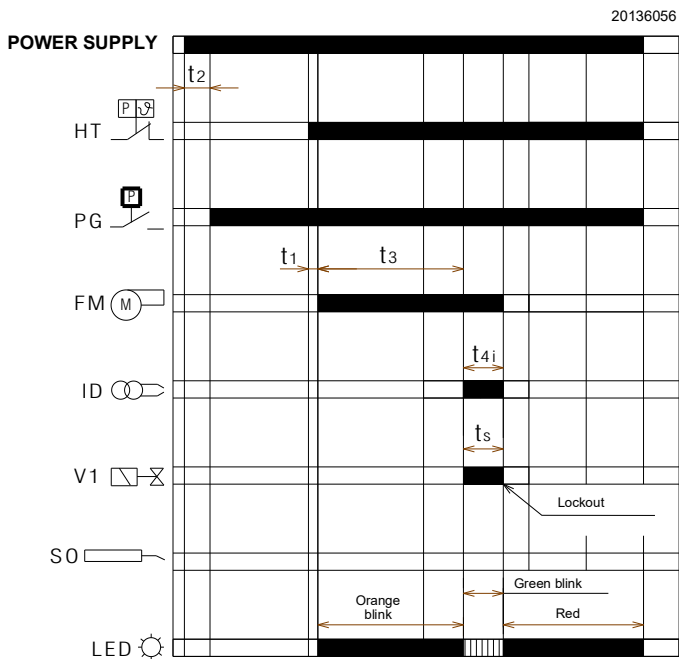 20136056
POWER SUPPLY
t2
P ϑ
HT
P
PG
t1 t3
FM M
t4i
ID
ts
V1
Lockout
SO
Green blink
Orange
blink
Red
LED